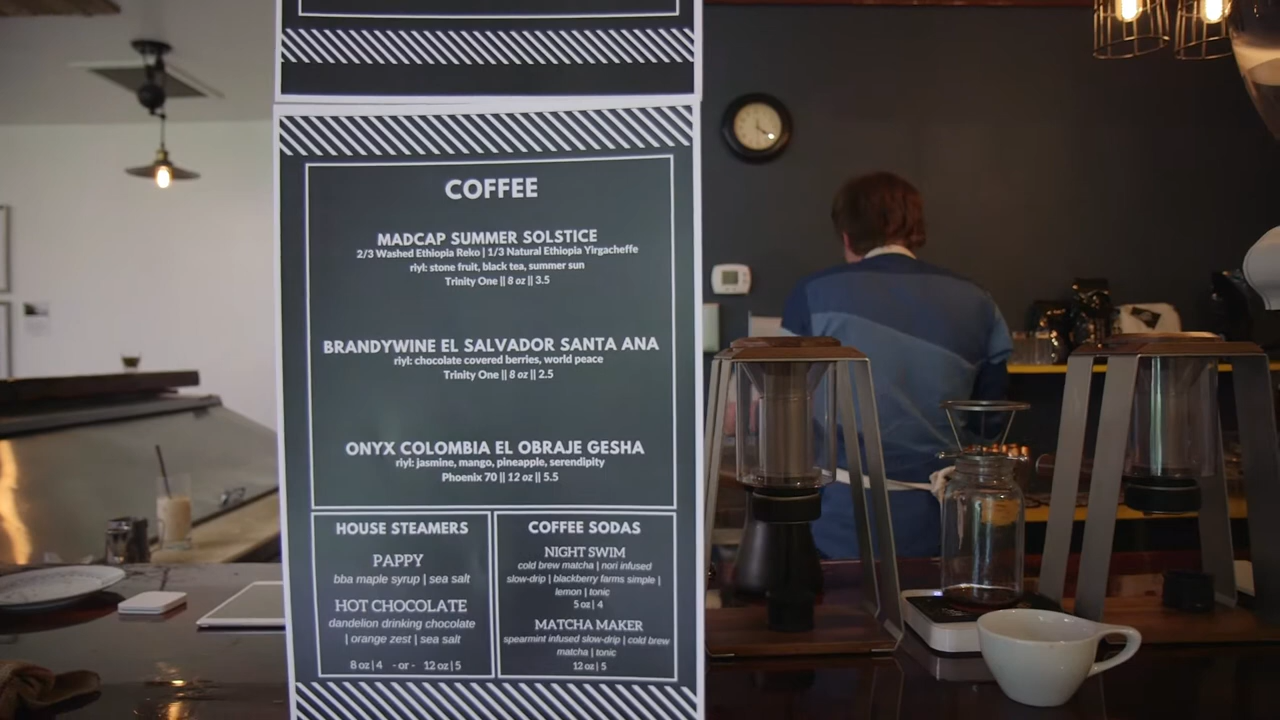 COFFEE
MADCAP SUMMER SOLSTICE
2/3 Washed Ethiopia Reko | 1/3 Natural Ethiopia Yirgacheffe
riyl: stone fruit, black tea, summer sun
Trinity One || 8 oz || 3.5
BRANDYWINE EL SALVADOR SANTA ANA
riyl: chocolate covered berries, world peace
Trinity One || 8 oz || 2.5
ONYX COLOMBIA EL OBRAJE GESHA
riyl: jasmine, mango, pineapple, serendipity
Phoenix 70 || 12 oz || 5.5
HOUSE STEAMERS
PAPPY
bba maple syrup | sea salt
HOT CHOCOLATE
dandelion drinking chocolate
| orange zest | sea salt
8 oz | 4 - or - 12 oz | 5
COFFEE SODAS
NIGHT SWIM
cold brew matcha | nori infused
slow-drip | blackberry farms simple |
lemon | tonic
5 oz | 4
MATCHA MAKER
spearmint infused slow-drip | cold brew
matcha | tonic
12 oz | 5